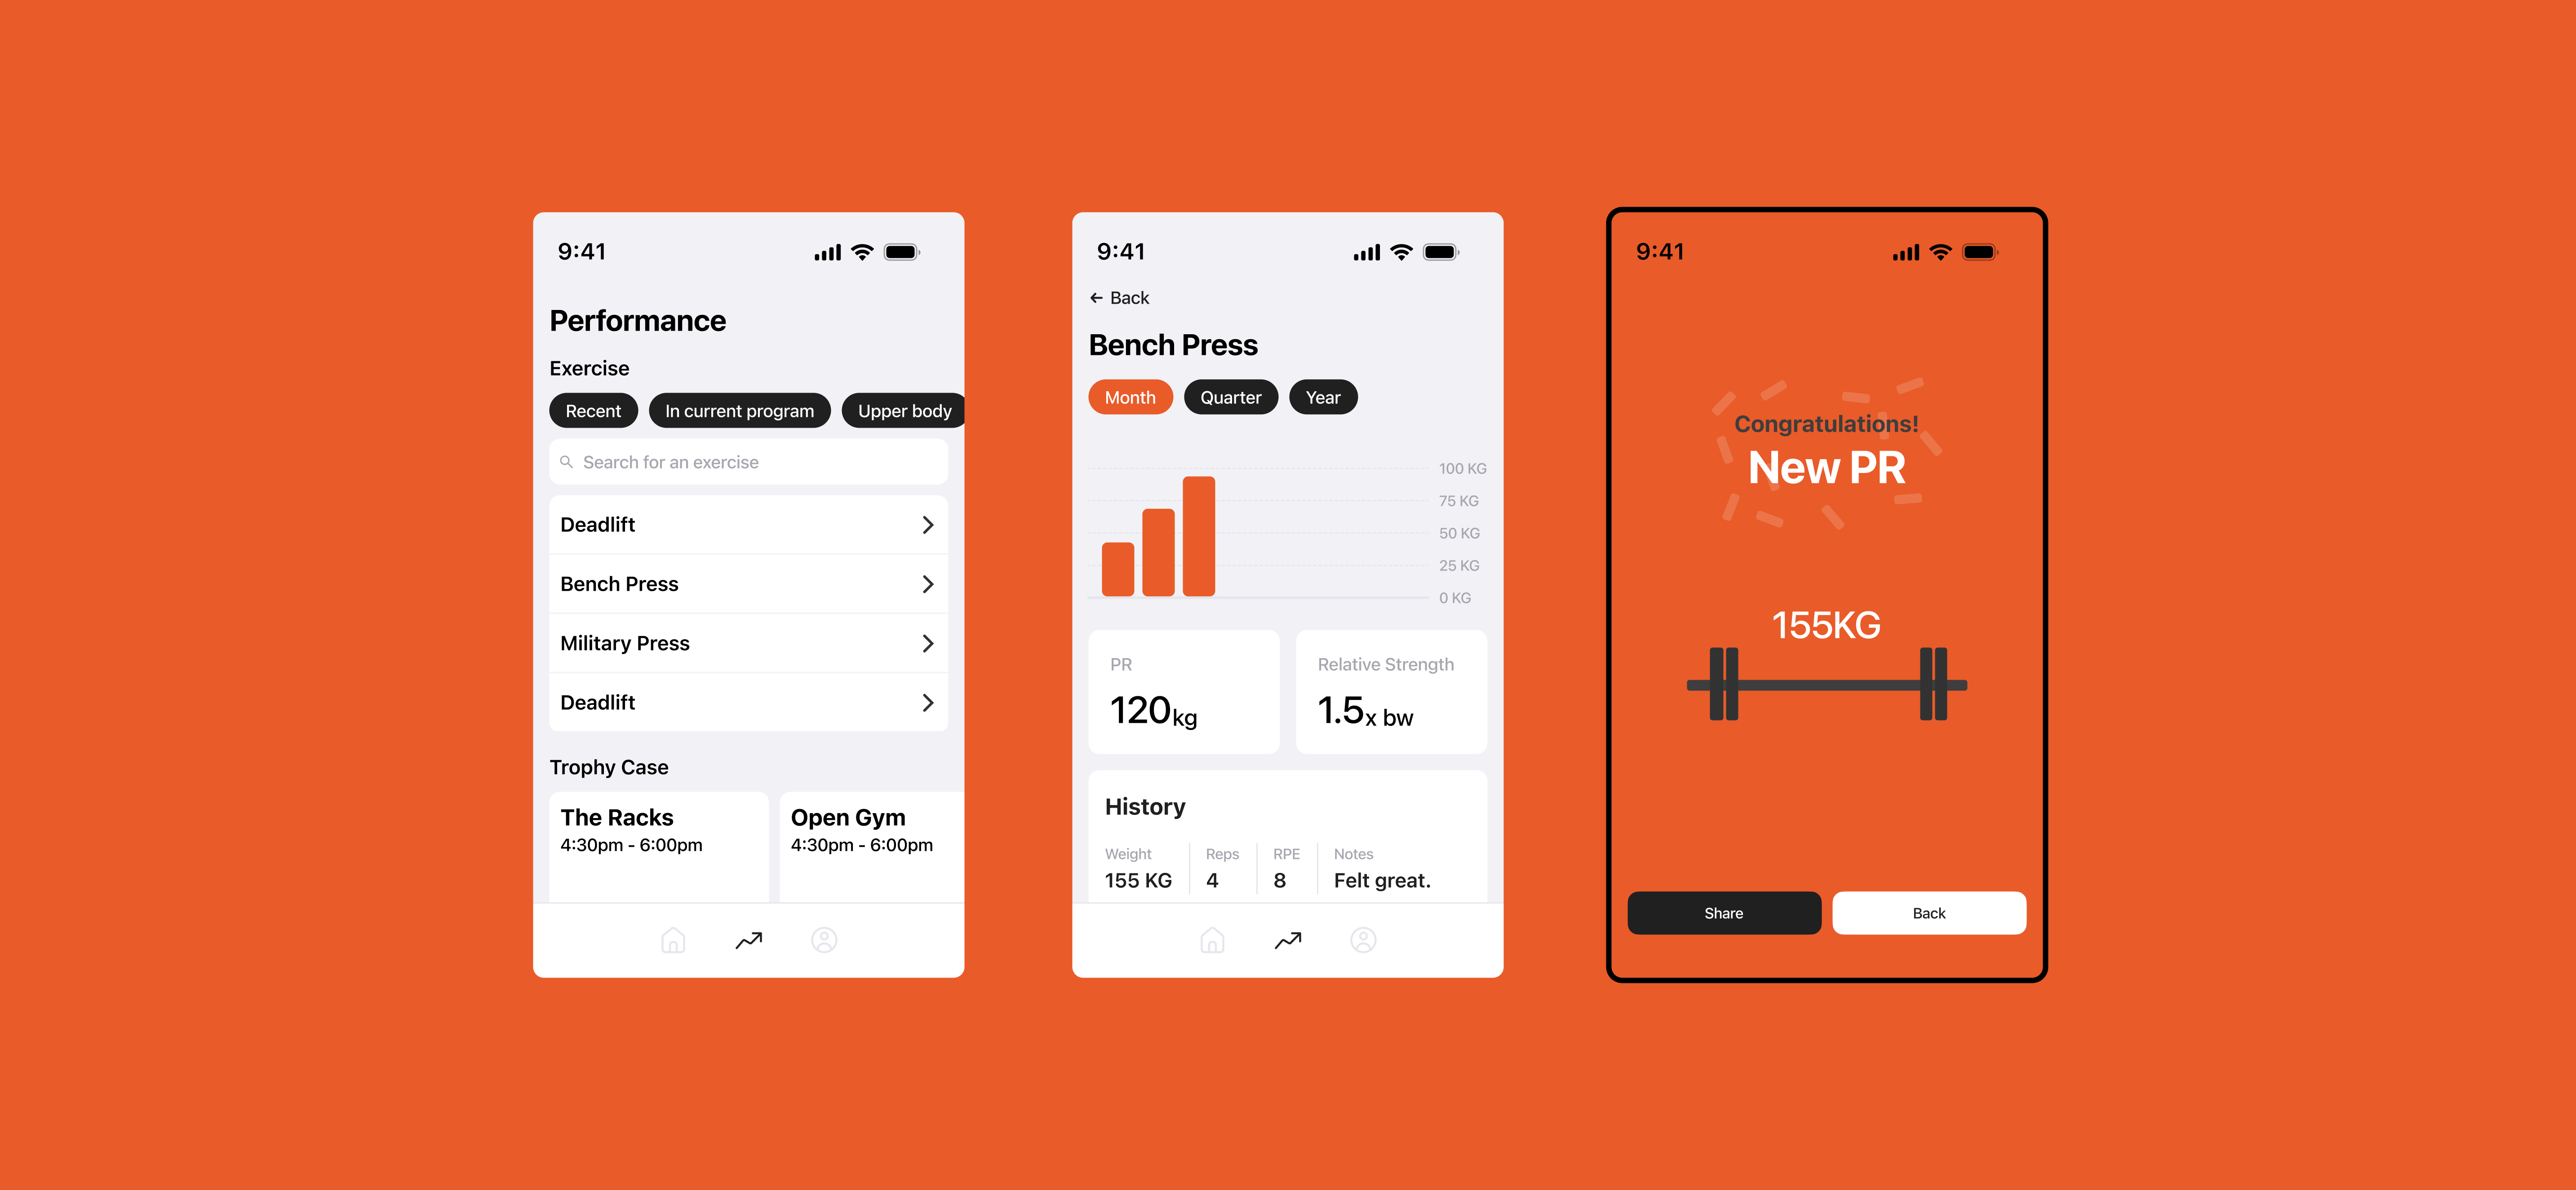 9:41
Performance
Exercise
Recent In current program Upper body
Search for an exercise
Deadlift
Bench Press
Military Press
Deadlift
Trophy Case
The Racks
4:30pm - 6:00pm
Open Gym
4:30pm - 6:00pm
9:41
Back
Bench Press
Month Quarter Year
100 KG
75 KG
50 KG
25 KG
0 KG
PR
120kg
Relative Strength
1.5x bw
History
Weight Reps RPE Notes
155 KG 4 8 Felt great.
9:41
Congratulations!
New PR
155KG
Share Back